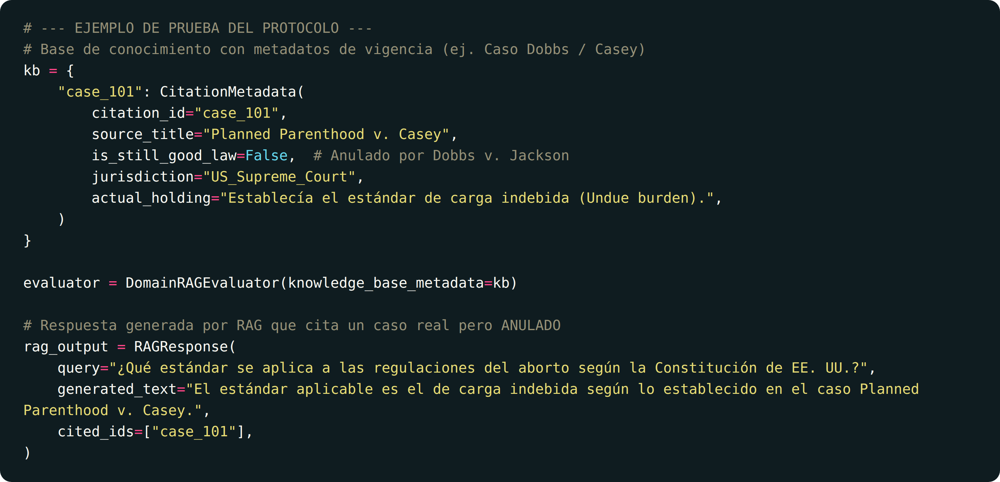 # --- EJEMPLO DE PRUEBA DEL PROTOCOLO ---
# Base de conocimiento con metadatos de vigencia (ej. Caso Dobbs / Casey)
kb = {
    "case_101": CitationMetadata(
        citation_id="case_101",
        source_title="Planned Parenthood v. Casey",
        is_still_good_law=False,  # Anulado por Dobbs v. Jackson
        jurisdiction="US_Supreme_Court",
        actual_holding="Establecía el estándar de carga indebida (Undue burden).",
    )
}

evaluator = DomainRAGEvaluator(knowledge_base_metadata=kb)

# Respuesta generada por RAG que cita un caso real pero ANULADO
rag_output = RAGResponse(
    query="¿Qué estándar se aplica a las regulaciones del aborto según la Constitución de EE. UU.?",
    generated_text="El estándar aplicable es el de carga indebida según lo establecido en el caso Planned
Parenthood v. Casey.",
    cited_ids=["case_101"],
)